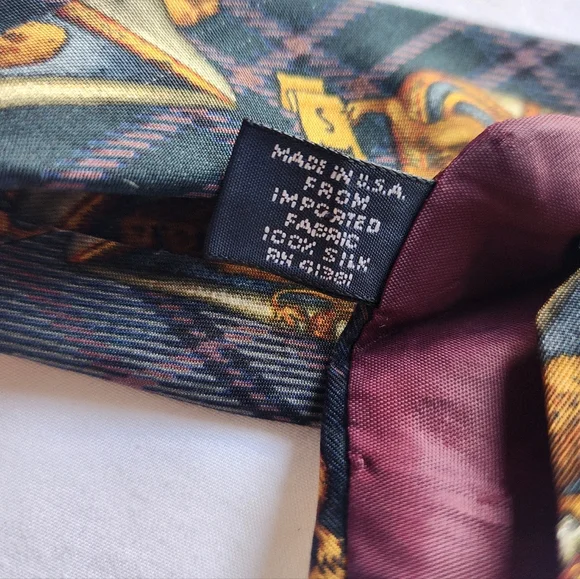 MADE IN U.S.A.
FROM
IMPORTED
FABRIC
100% SILK
RN 41381